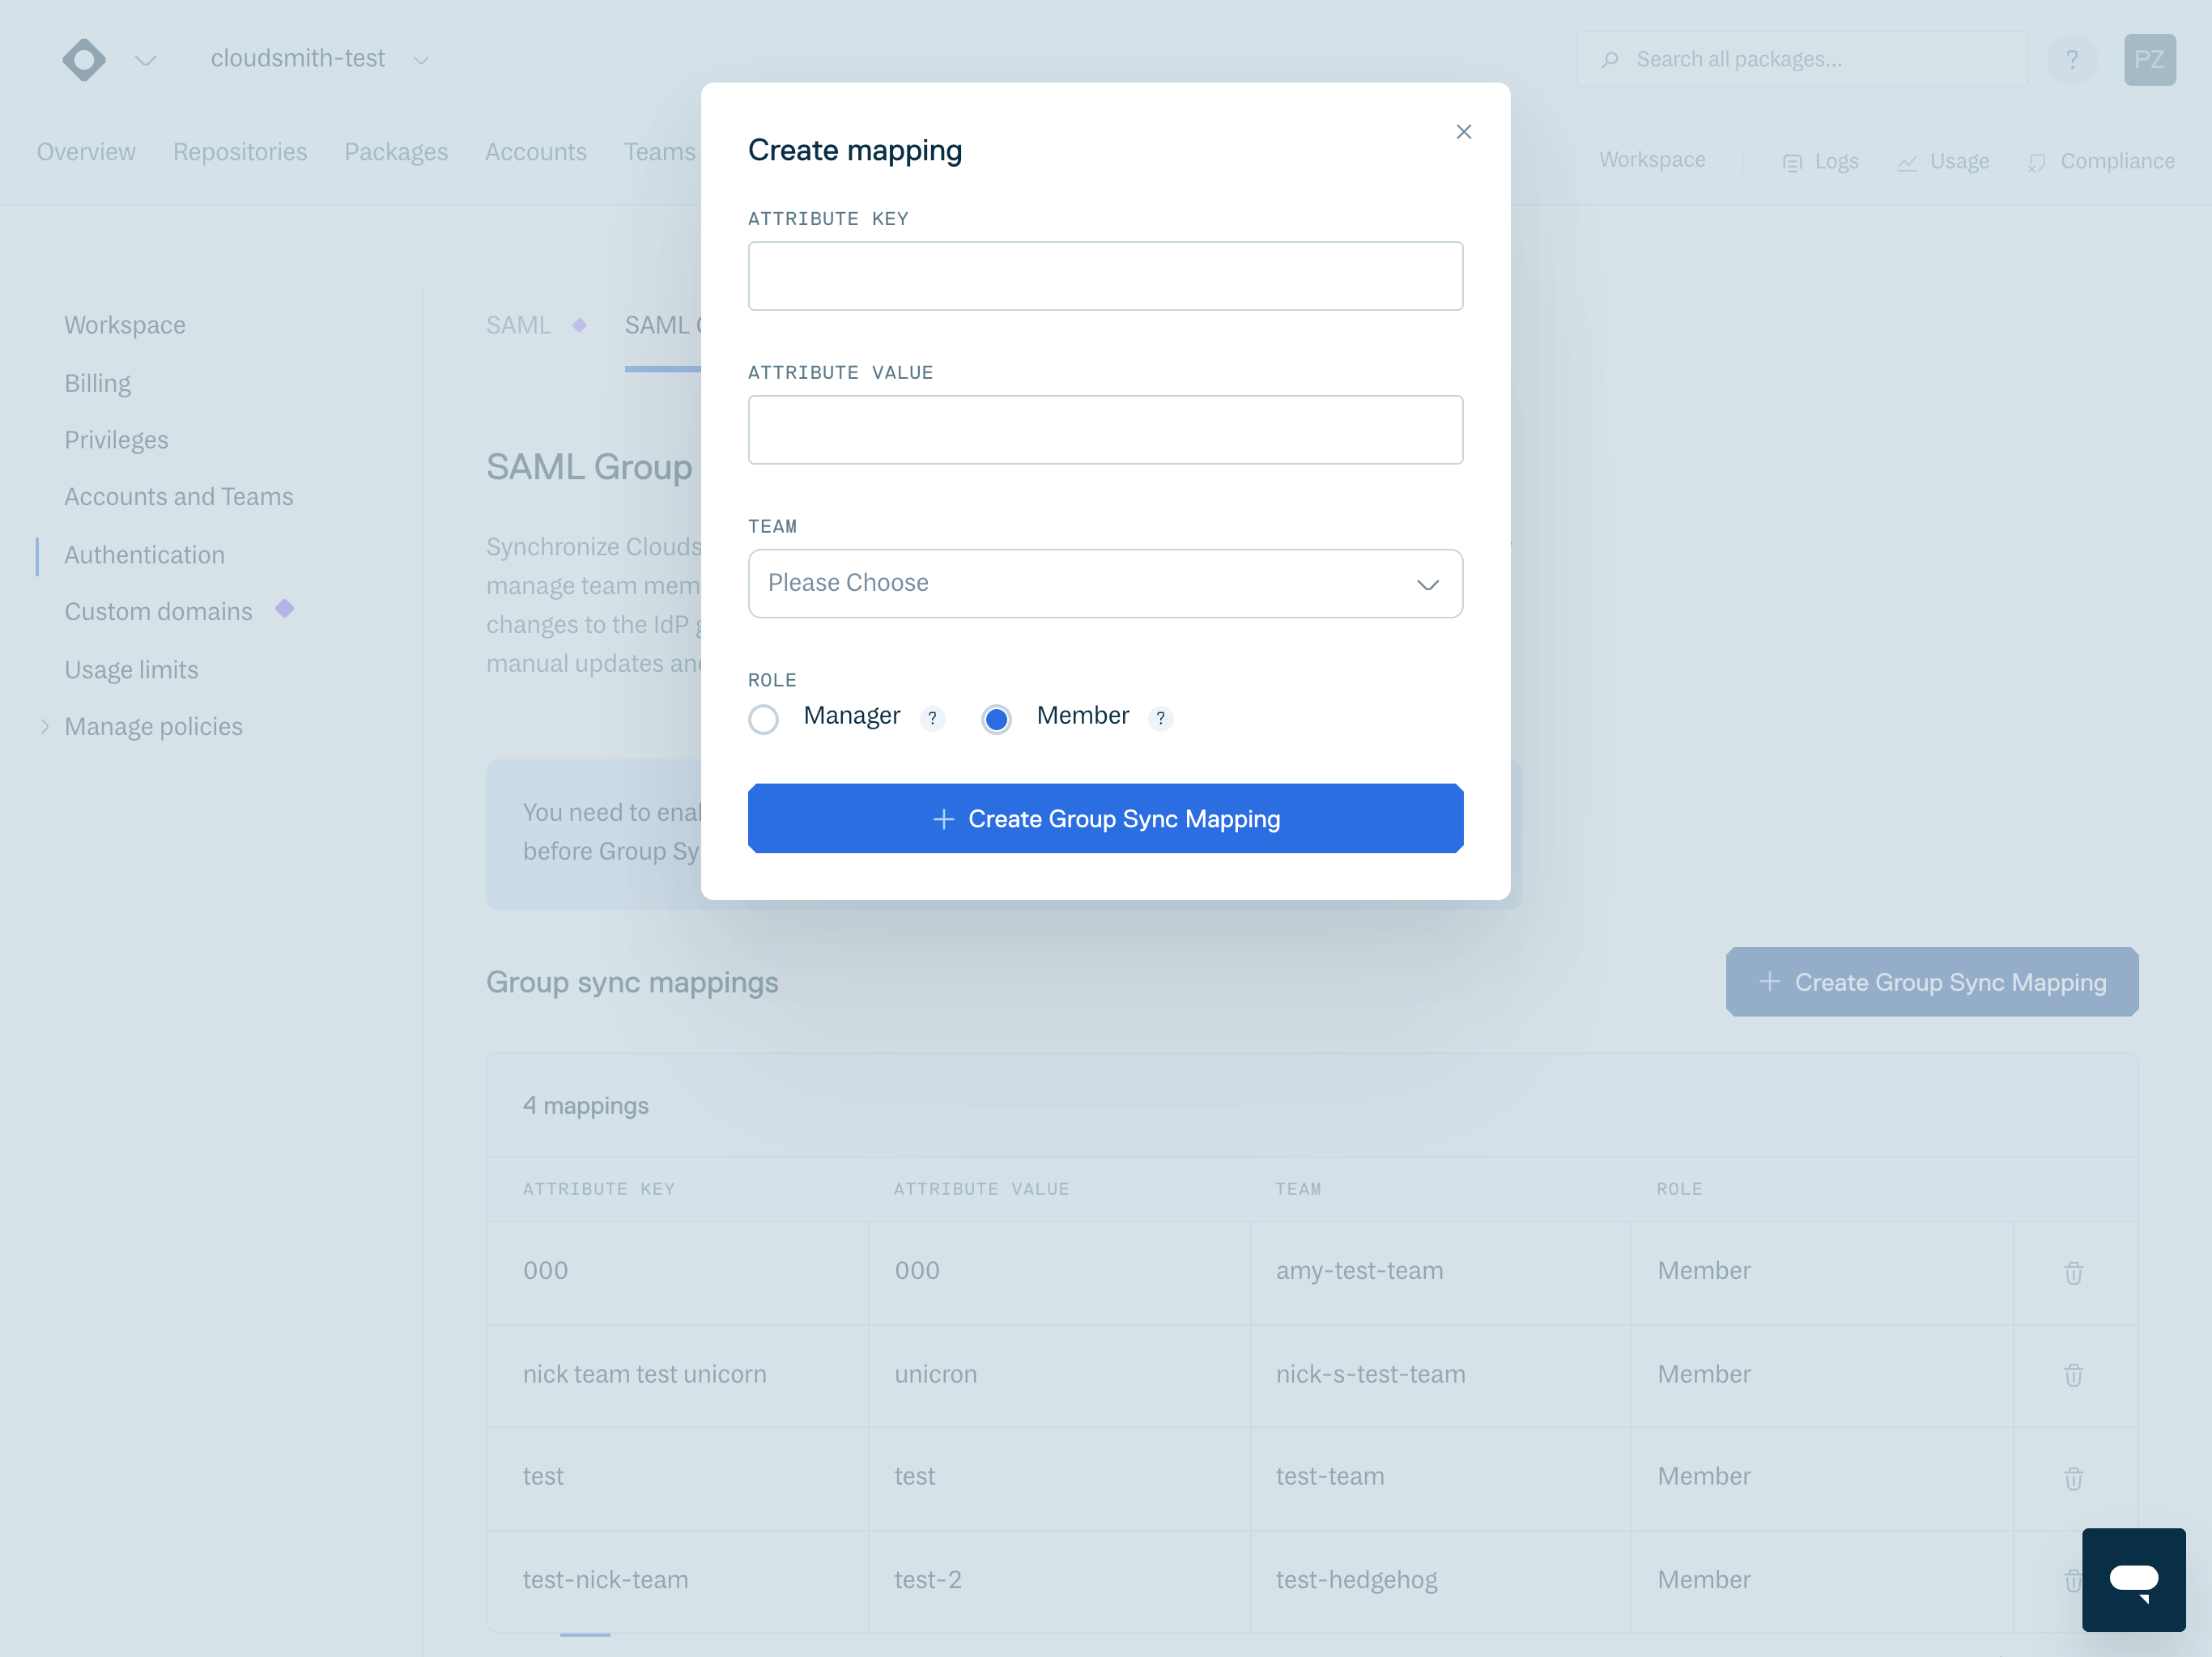 cloudsmith-test
Search all packages...
?
PZ
Overview
Repositories
Packages
Accounts
Teams
Workspace
Logs
Usage
Compliance
Workspace
Billing
Privileges
Accounts and Teams
Authentication
Custom domains
Usage limits
Manage policies
SAML
SAML
SAML Group
Synchronize
manage team
changes to the IdP
manual updates
You need to
before Group
Create mapping
ATTRIBUTE KEY
ATTRIBUTE VALUE
TEAM
Please Choose
ROLE
Manager ?
Member ?
Create Group Sync Mapping
Group sync mappings
Create Group Sync Mapping
4 mappings
ATTRIBUTE KEY ATTRIBUTE VALUE TEAM ROLE
000 000 amy-test-team Member
nick team test unicorn unicron nick-s-test-team Member
test test test-team Member
test-nick-team test-2 test-hedgehog Member